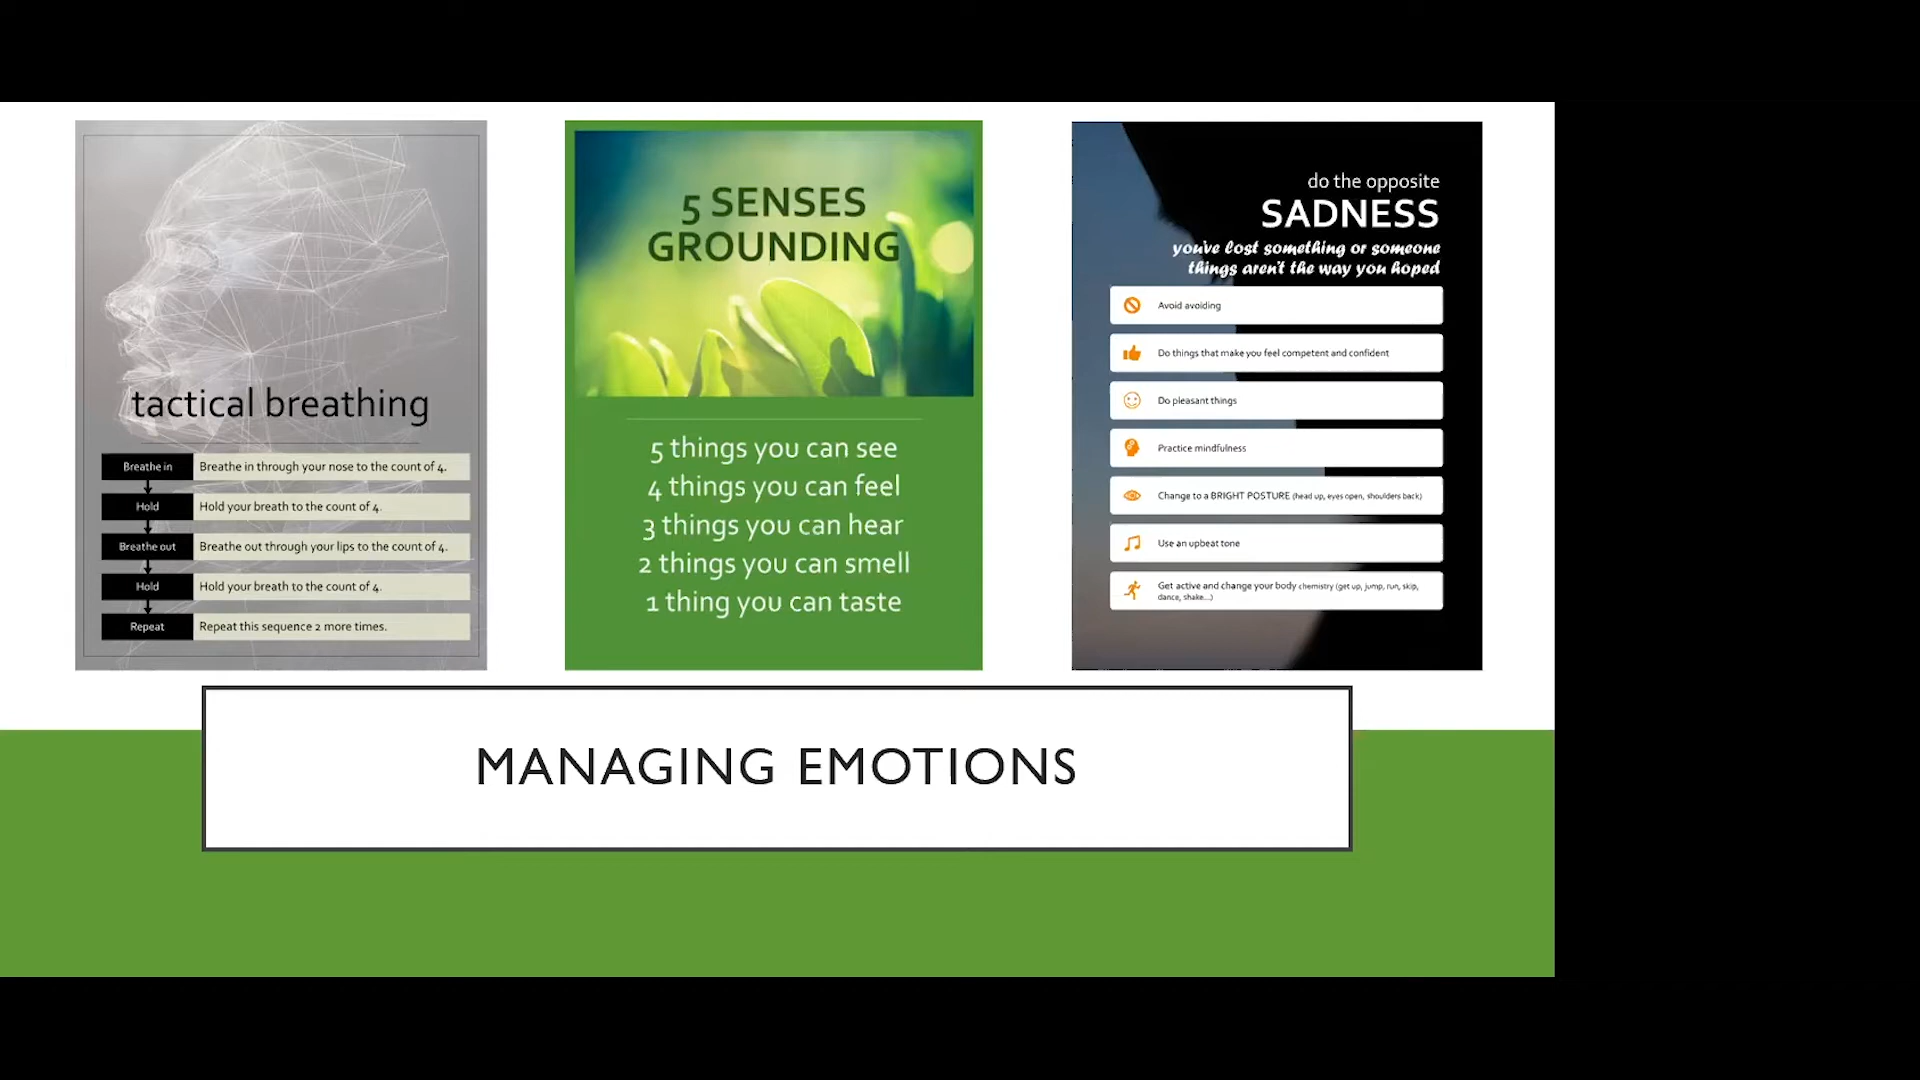 tactical breathing
Breathe in Breathe in through your nose to the count of 4.
Hold Hold your breath to the count of 4.
Breathe out Breathe out through your lips to the count of 4.
Hold Hold your breath to the count of 4.
Repeat Repeat this sequence 2 more times.
5 SENSES
GROUNDING
5 things you can see
4 things you can feel
3 things you can hear
2 things you can smell
1 thing you can taste
do the opposite
SADNESS
you've lost something or someone
things aren't the way you hoped
Avoid avoiding
Do things that make you feel competent and confident
Do pleasant things
Practice mindfulness
Change to a BRIGHT POSTURE (head up, eyes open, shoulders back)
Use an upbeat tone
Get active and change your body chemistry (get up, jump, run, skip,
dance, shake...)
MANAGING EMOTIONS